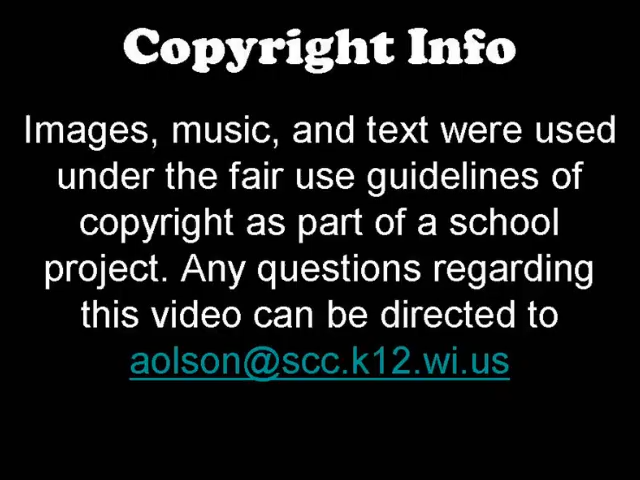 Copyright Info
Images, music, and text were used
under the fair use guidelines of
copyright as part of a school
project. Any questions regarding
this video can be directed to
aolson@scc.k12.wi.us